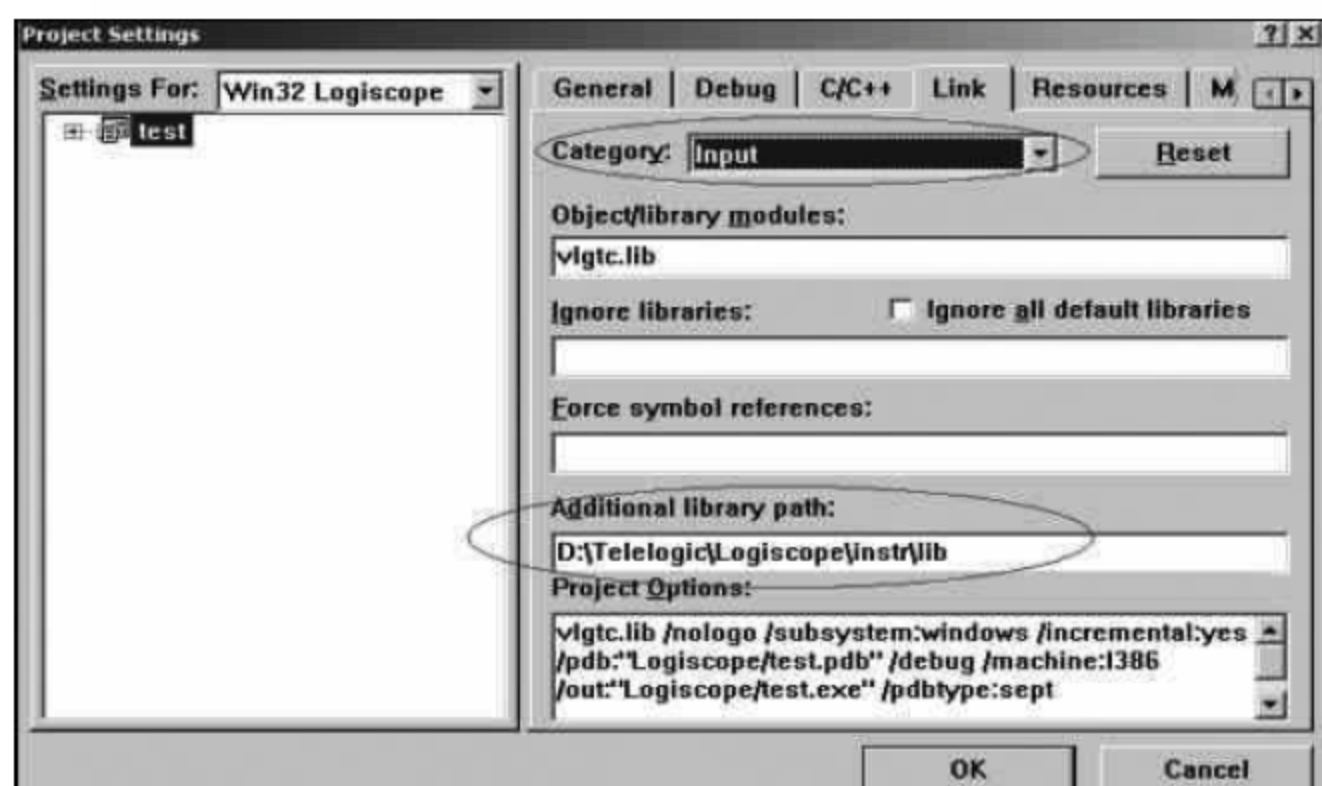 Project Settings
Settings For: Win32 Logiscope
test
General Debug C/C++ Link Resources M
Category: Input
Reset
Object/library modules:
vlgtc.lib
Ignore libraries:
Ignore all default libraries
Force symbol references:
Additional library path:
D:\Telelogic\Logiscope\instr\lib
Project Options:
vlgtc.lib /nologo /subsystem:windows /incremental:yes
/pdb:"Logiscope/test.pdb" /debug /machine:I386
/out:"Logiscope/test.exe" /pdbtype:sept
OK
Cancel